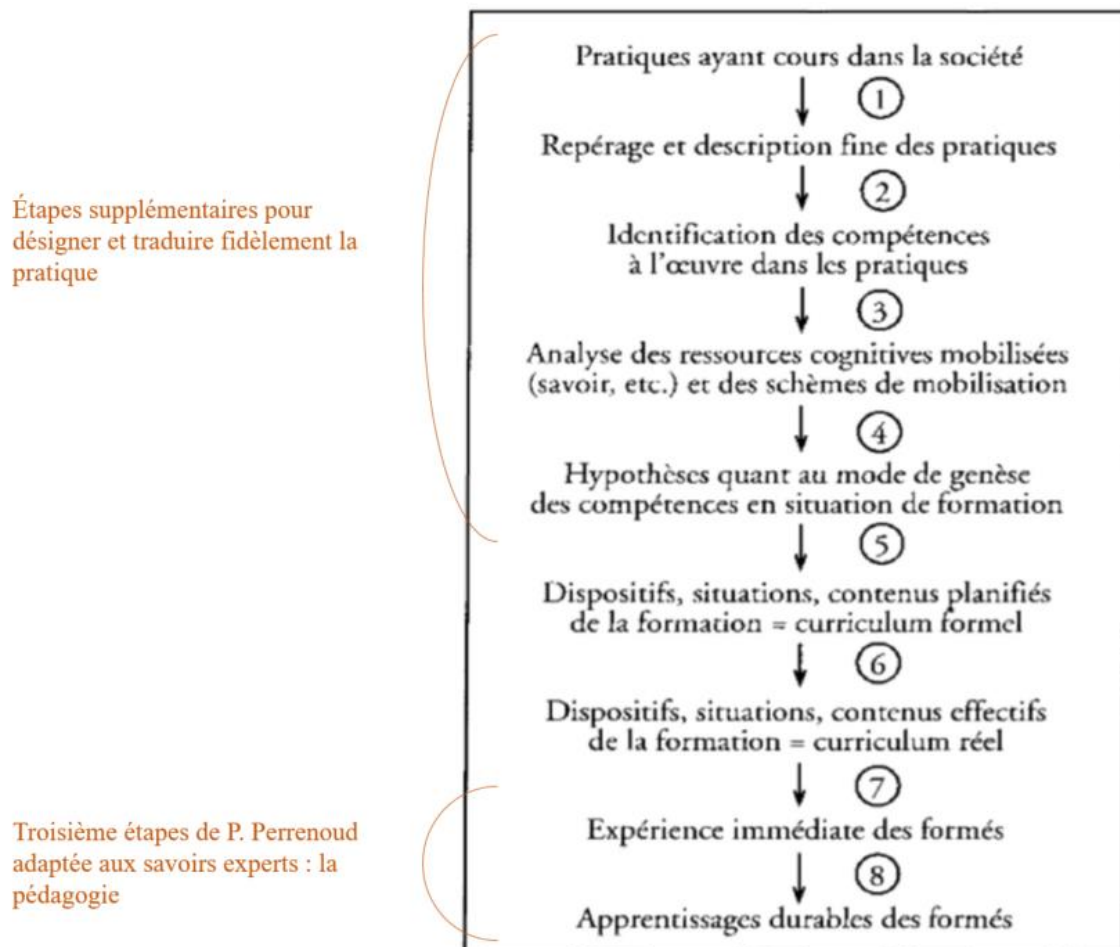 Pratiques ayant cours dans la société
1
Repérage et description fine des pratiques
2
Étapes supplémentaires pour
désigner et traduire fidèlement la
pratique
Identification des compétences
à l'œuvre dans les pratiques
3
Analyse des ressources cognitives mobilisées
(savoir, etc.) et des schèmes de mobilisation
4
Hypothèses quant au mode de genèse
des compétences en situation de formation
5
Dispositifs, situations, contenus planifiés
de la formation = curriculum formel
6
Dispositifs, situations, contenus effectifs
de la formation = curriculum réel
7
Troisième étapes de P. Perrenoud
adaptée aux savoirs experts : la
pédagogie
Expérience immédiate des formés
8
Apprentissages durables des formés